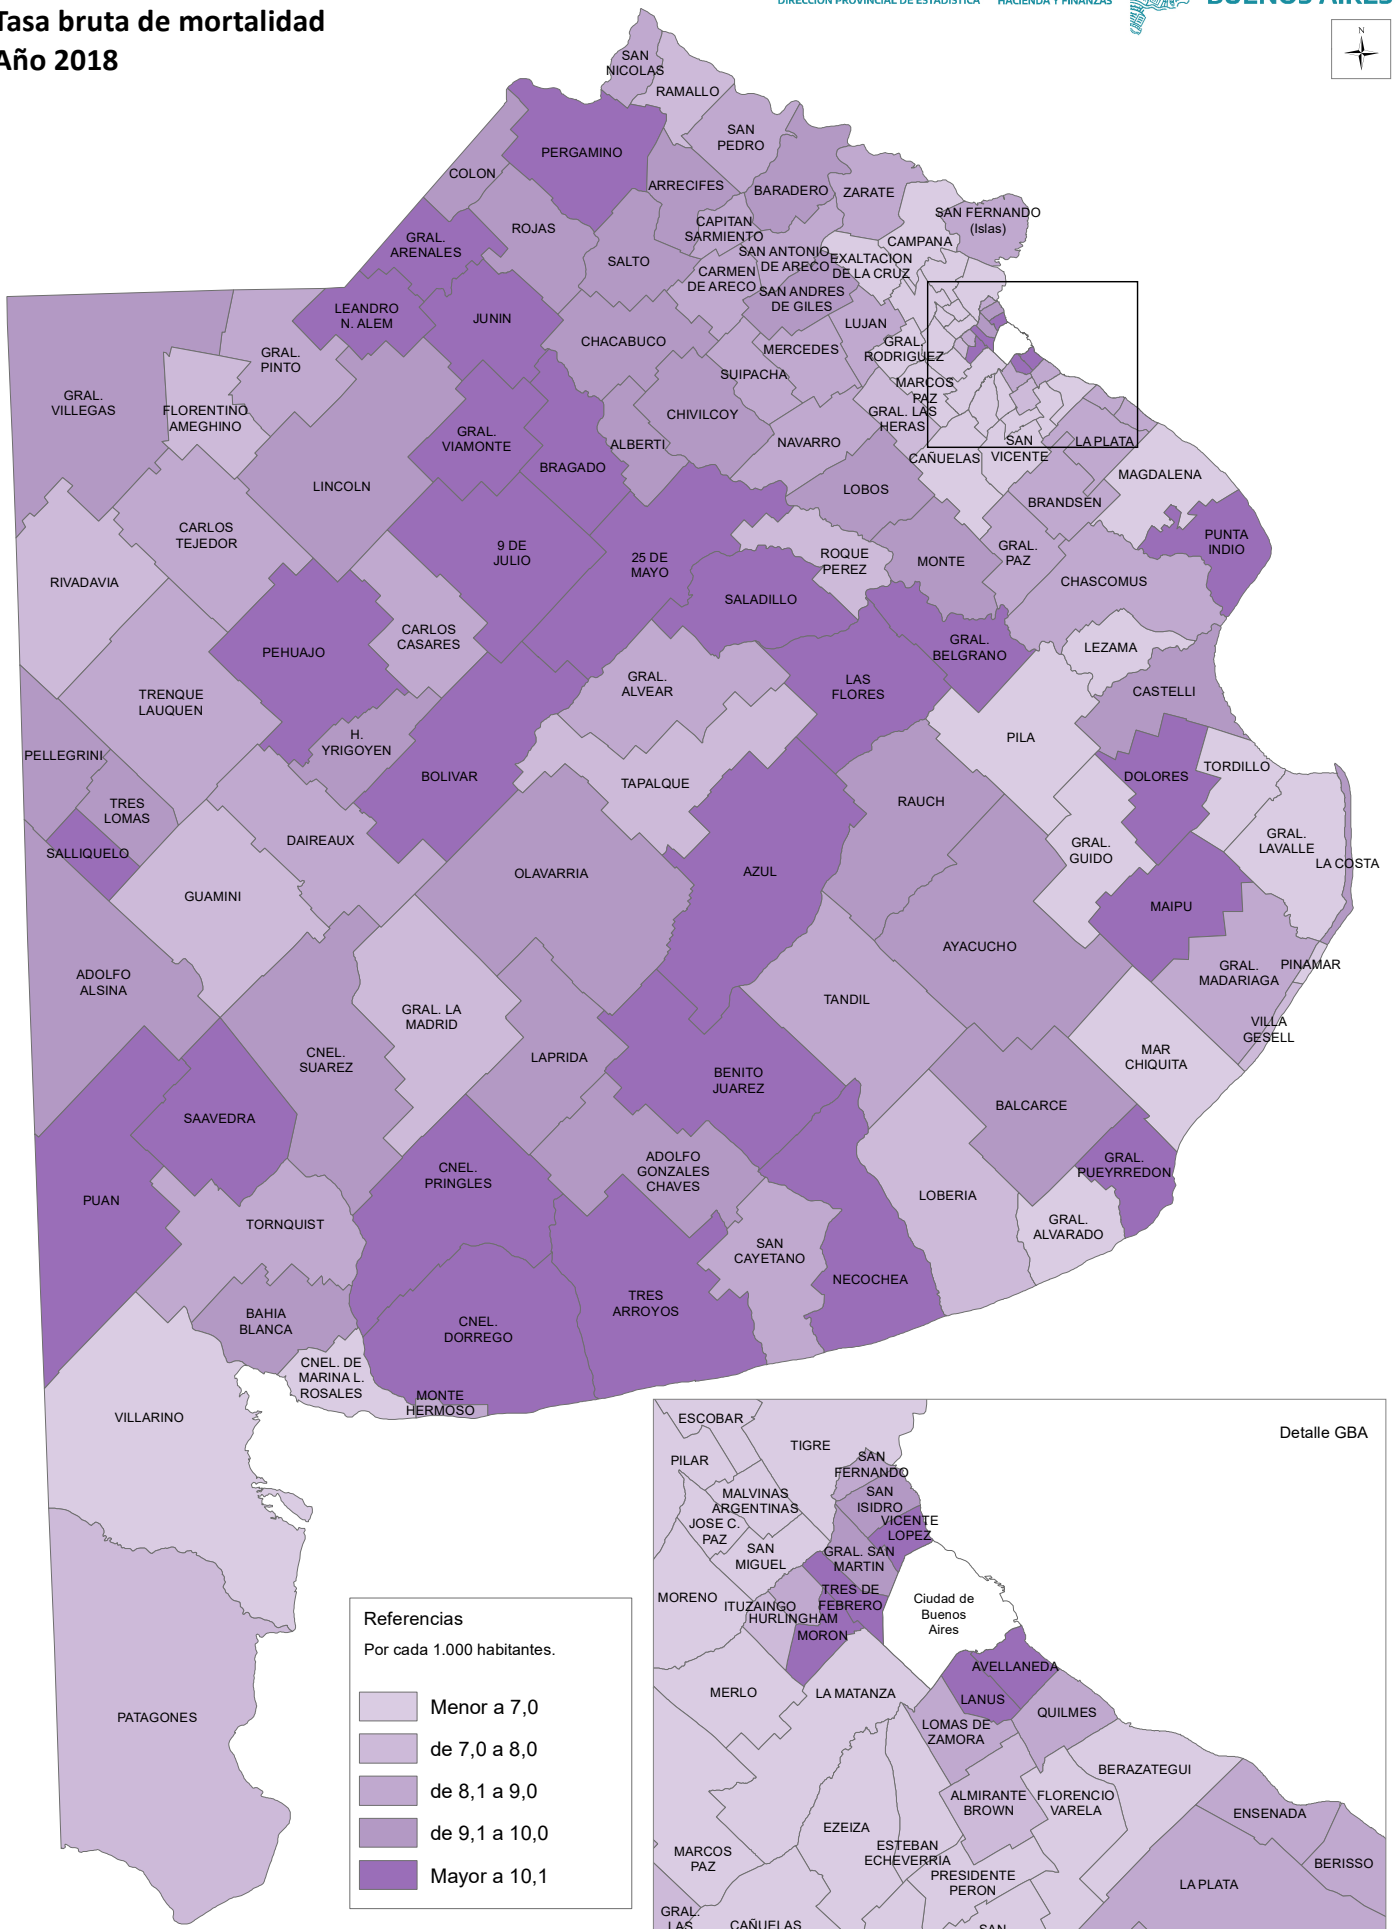 Tasa bruta de mortalidad
Año 2018
DIRECCIÓN PROVINCIAL DE ESTADÍSTICA
HACIENDA Y FINANZAS
BUENOS AIRES
N
SAN
NICOLAS
RAMALLO
SAN
PEDRO
PERGAMINO
COLON
ARRECIFES
BARADERO
ZARATE
SAN FERNANDO
(Islas)
ROJAS
CAPITAN
SARMIENTO
GRAL.
ARENALES
SALTO
SAN ANTONIO
DE ARECO
CAMPANA
EXALTACION
DE LA CRUZ
CARMEN
DE ARECO
SAN ANDRES
DE GILES
LEANDRO
N. ALEM
JUNIN
CHACABUCO
MERCEDES
LUJAN
GRAL.
RODRIGUEZ
GRAL.
PINTO
SUIPACHA
MARCOS
PAZ
GRAL.
VILLEGAS
FLORENTINO
AMEGHINO
CHIVILCOY
GRAL. LAS
HERAS
GRAL.
VIAMONTE
ALBERTI
NAVARRO
SAN
VICENTE
LA PLATA
BRAGADO
CAÑUELAS
MAGDALENA
LINCOLN
LOBOS
BRANDSEN
CARLOS
TEJEDOR
9 DE
JULIO
25 DE
MAYO
ROQUE
PEREZ
MONTE
GRAL.
PAZ
PUNTA
INDIO
RIVADAVIA
SALADILLO
CHASCOMUS
PEHUAJO
CARLOS
CASARES
GRAL.
BELGRANO
LEZAMA
TRENQUE
LAUQUEN
GRAL.
ALVEAR
LAS
FLORES
CASTELLI
PELLEGRINI
H.
YRIGOYEN
PILA
BOLIVAR
TAPALQUE
DOLORES
TORDILLO
TRES
LOMAS
RAUCH
SALLIQUELO
DAIREAUX
GRAL.
GUIDO
GRAL.
LAVALLE
LA COSTA
GUAMINI
OLAVARRIA
AZUL
MAIPU
AYACUCHO
ADOLFO
ALSINA
GRAL.
MADARIAGA
PINAMAR
GRAL. LA
MADRID
TANDIL
VILLA
GESELL
CNEL.
SUAREZ
LAPRIDA
MAR
CHIQUITA
BENITO
JUAREZ
SAAVEDRA
BALCARCE
CNEL.
PRINGLES
ADOLFO
GONZALES
CHAVES
GRAL.
PUEYRREDON
PUAN
LOBERIA
TORNQUIST
GRAL.
ALVARADO
SAN
CAYETANO
NECOCHEA
TRES
ARROYOS
BAHIA
BLANCA
CNEL.
DORREGO
CNEL. DE
MARINA L.
ROSALES
MONTE
HERMOSO
VILLARINO
PATAGONES
Detalle GBA
ESCOBAR
TIGRE
PILAR
SAN
FERNANDO
MALVINAS
ARGENTINAS
SAN
ISIDRO
JOSE C.
PAZ
VICENTE
LOPEZ
SAN
MIGUEL
GRAL. SAN
MARTIN
MORENO
ITUZAINGO
HURLINGHAM
TRES DE
FEBRERO
MORON
Ciudad de
Buenos
Aires
MERLO
LA MATANZA
AVELLANEDA
LANUS
QUILMES
LOMAS DE
ZAMORA
BERAZATEGUI
ALMIRANTE
BROWN
FLORENCIO
VARELA
ENSENADA
EZEIZA
ESTEBAN
ECHEVERRIA
MARCOS
PAZ
PRESIDENTE
PERON
BERISSO
LA PLATA
GRAL.
LAS
CAÑUELAS
SAN
Referencias
Por cada 1.000 habitantes.
Menor a 7,0
de 7,0 a 8,0
de 8,1 a 9,0
de 9,1 a 10,0
Mayor a 10,1